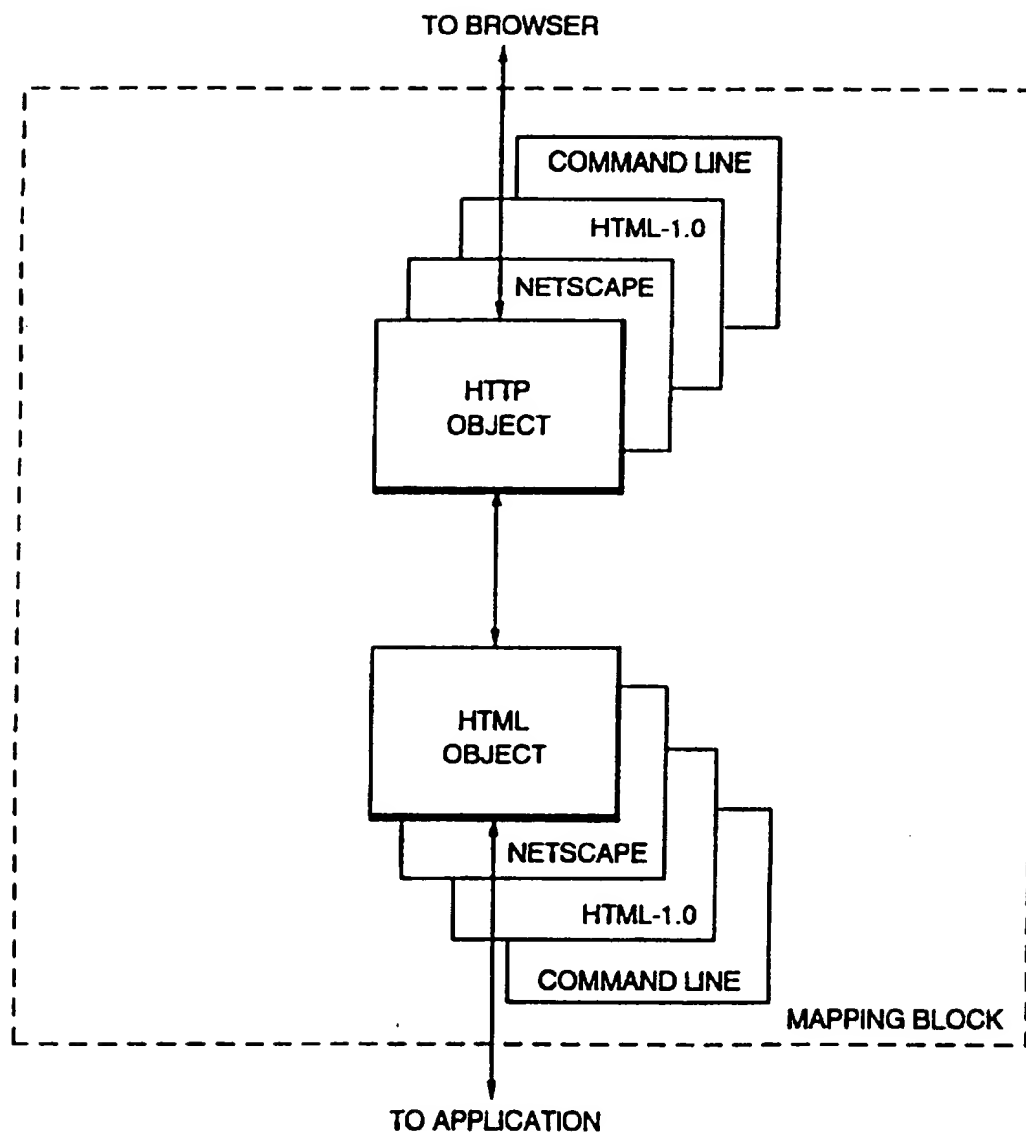 TO BROWSER
COMMAND LINE
HTML-1.0
NETSCAPE
HTTP
OBJECT
HTML
OBJECT
NETSCAPE
HTML-1.0
COMMAND LINE
MAPPING BLOCK
TO APPLICATION